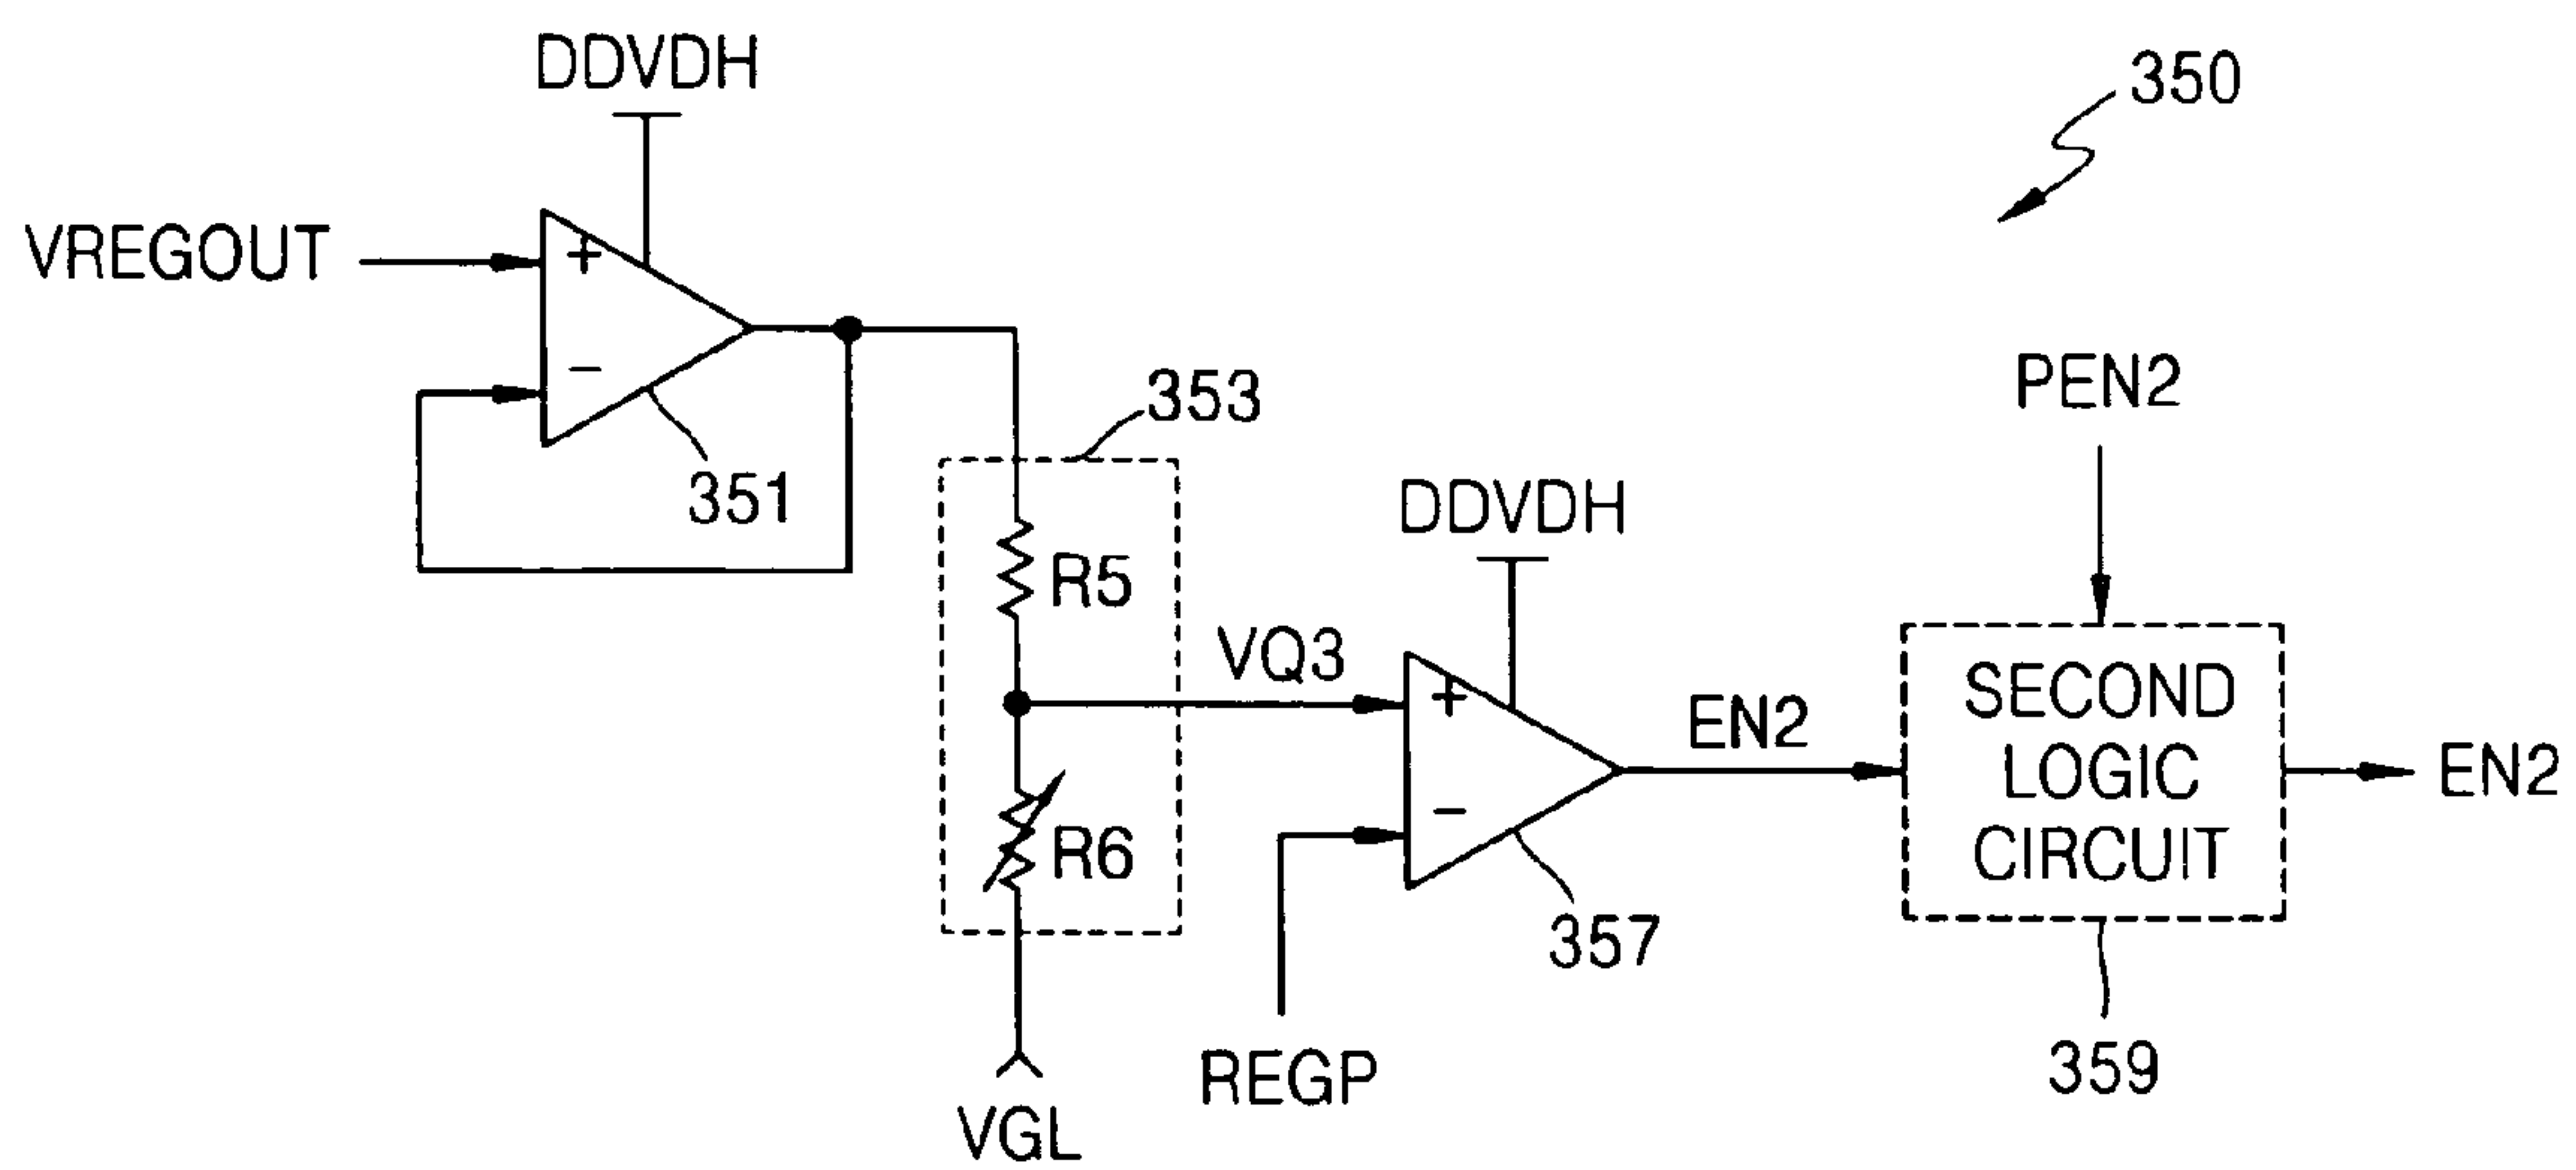 DDVDH
350
VREGOUT
+
−
351
353
PEN2
R5
DDVDH
VQ3
+
−
EN2
SECOND
LOGIC
CIRCUIT
EN2
R6
357
359
REGP
VGL